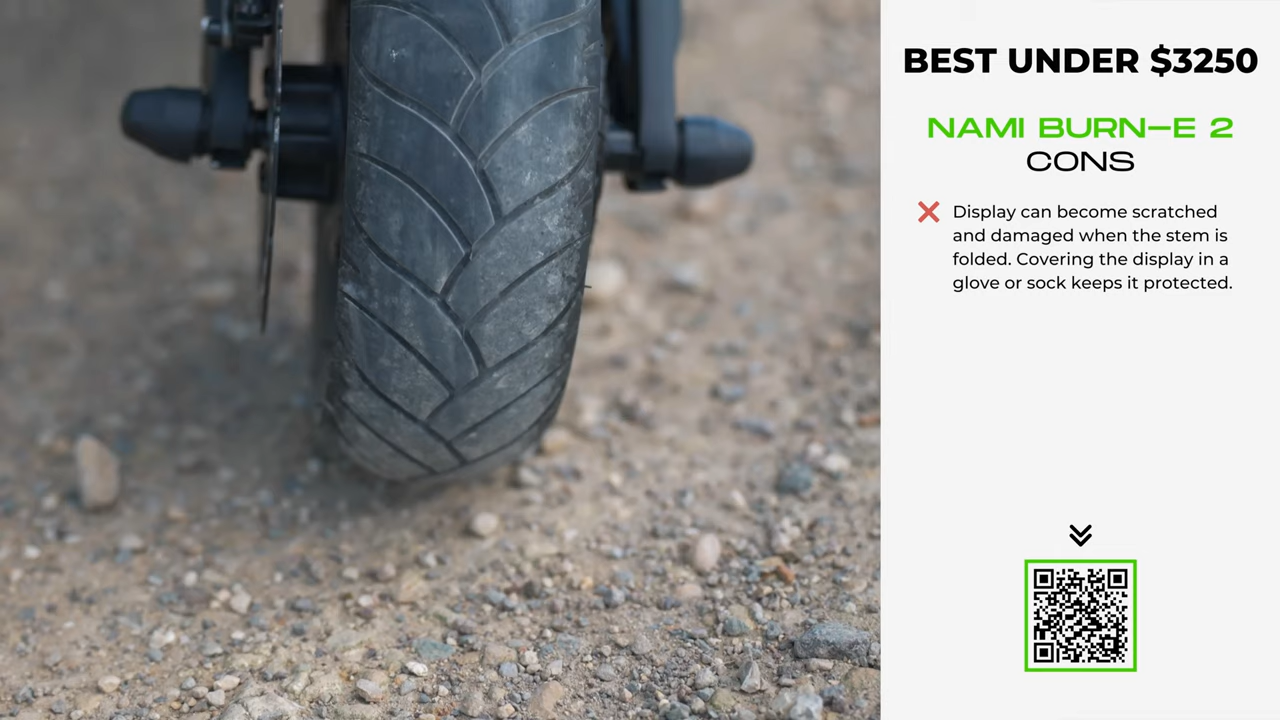 BEST UNDER $3250
NAMI BURN–E 2
CONS
Display can become scratched
and damaged when the stem is
folded. Covering the display in a
glove or sock keeps it protected.